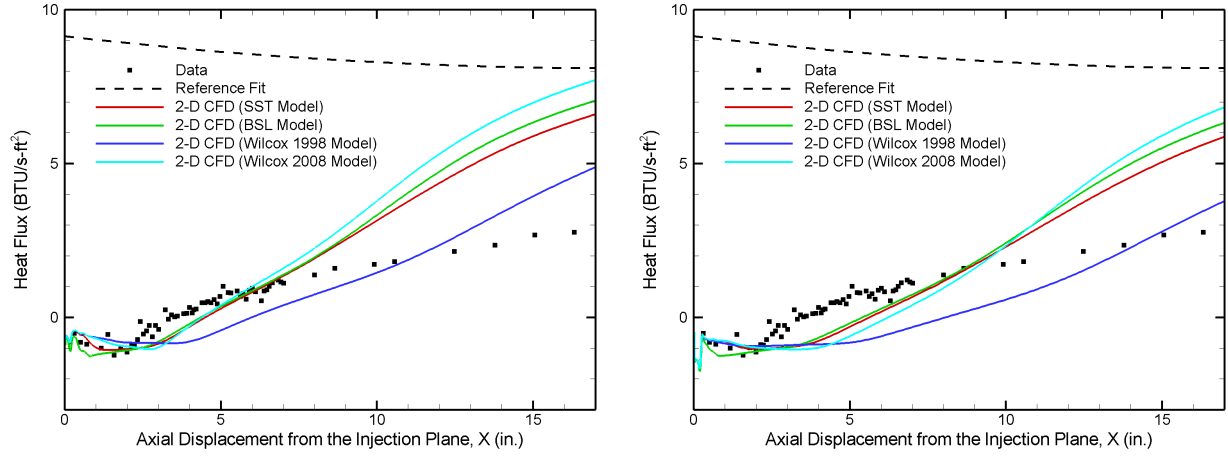 10
5
0
0
5
10
15
Heat Flux (BTU/s-ft²)
Axial Displacement from the Injection Plane, X (in.)
Data
Reference Fit
2-D CFD (SST Model)
2-D CFD (BSL Model)
2-D CFD (Wilcox 1998 Model)
2-D CFD (Wilcox 2008 Model)
10
5
0
0
5
10
15
Heat Flux (BTU/s-ft²)
Axial Displacement from the Injection Plane, X (in.)
Data
Reference Fit
2-D CFD (SST Model)
2-D CFD (BSL Model)
2-D CFD (Wilcox 1998 Model)
2-D CFD (Wilcox 2008 Model)